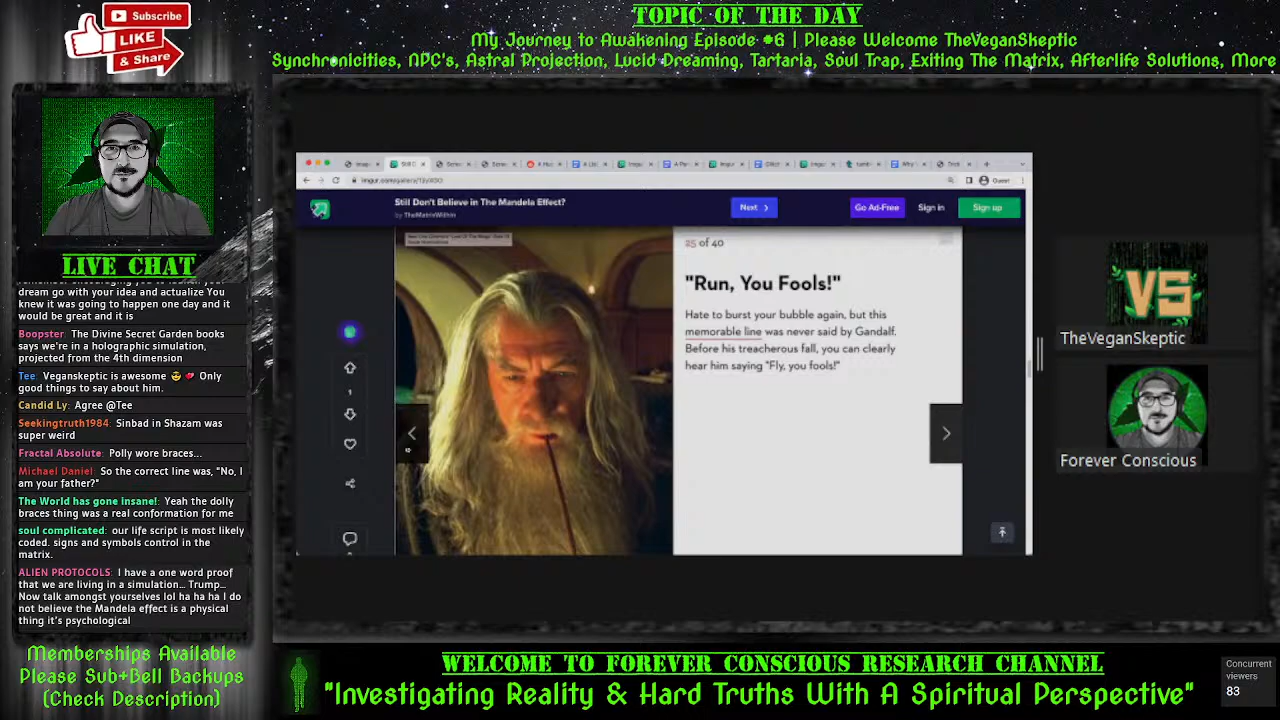 Subscribe
LIKE
& Share
TOPIC OF THE DAY
My Journey to Awakening Episode #6 | Please Welcome TheVeganSkeptic
Synchronicities, NPC's, Astral Projection, Lucid Dreaming, Tartaria, Soul Trap, Exiting The Matrix, Afterlife Solutions, More
LIVE CHAT
dream go with your idea and actualize You
knew it was going to happen one day and it
would be great and it is
Boopster: The Divine Secret Garden books
says we're in a holographic simulation,
projected from the 4th dimension
Tee: Veganskeptic is awesome 😎 💕 Only
good things to say about him.
Candid Ly: Agree @Tee
Seekingtruth1984: Sinbad in Shazam was
super weird
Fractal Absolute: Polly wore braces...
Michael Daniel: So the correct line was, "No, I
am your father?"
The World has gone insane!: Yeah the dolly
braces thing was a real conformation for me
soul complicated: our life script is most likely
coded. signs and symbols control in the
matrix.
ALIEN PROTOCOLS: I have a one word proof
that we are living in a simulation... Trump...
Now talk amongst yourselves lol ha ha ha I do
not believe the Mandela effect is a physical
thing it's psychological
Memberships Available
Please Sub+Bell Backups
(Check Description)
Guest
Still Don't Believe in The Mandela Effect?
by TheMatrixWithin
Next
Go Ad-Free
Sign in
Sign up
25 of 40
"Run, You Fools!"
Hate to burst your bubble again, but this
memorable line was never said by Gandalf.
Before his treacherous fall, you can clearly
hear him saying "Fly, you fools!"
1
VS
TheVeganSkeptic
Forever Conscious
WELCOME TO FOREVER CONSCIOUS RESEARCH CHANNEL
"Investigating Reality & Hard Truths With A Spiritual Perspective"
Concurrent
viewers
83